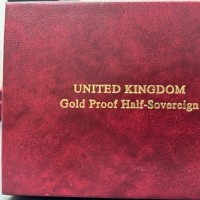 UNITED KINGDOM
Gold Proof Half-Sovereign